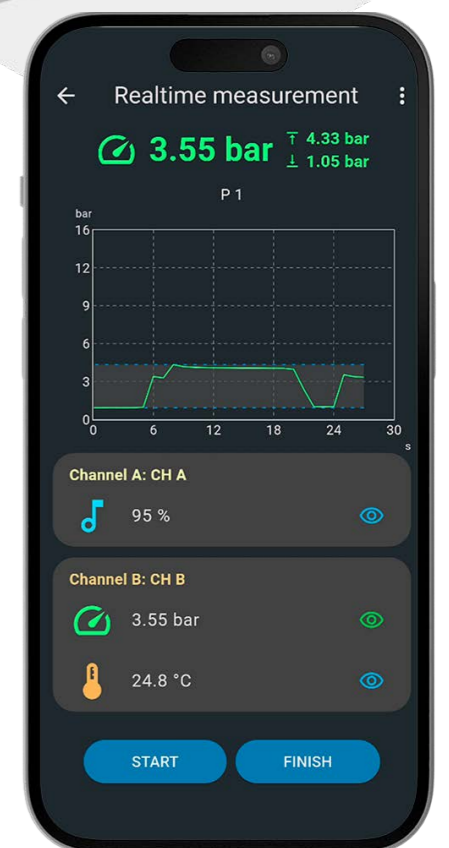 Realtime measurement
3.55 bar
4.33 bar
1.05 bar
P 1
bar
16
12
9
6
3
0
0 6 12 18 24 30
s
Channel A: CH A
95 %
Channel B: CH B
3.55 bar
24.8 °C
START FINISH